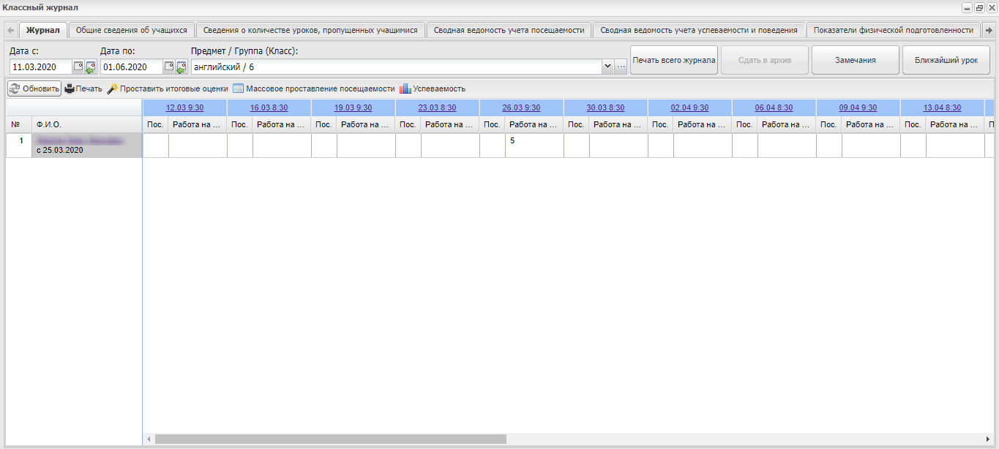 Классный журнал
Журнал Общие сведения об учащихся Сведения о количестве уроков, пропущенных учащимися Сводная ведомость учета посещаемости Сводная ведомость учета успеваемости и поведения Показатели физической подготовленности
Дата с: Дата по: Предмет / Группа (Класс):
11.03.2020 01.06.2020 английский / 6 ... Печать всего журнала Сдать в архив Замечания Ближайший урок
Обновить Печать Проставить итоговые оценки Массовое проставление посещаемости Успеваемость
12.03 9:30 16.03 8:30 19.03 9:30 23.03 8:30 26.03 9:30 30.03 8:30 02.04 9:30 06.04 8:30 09.04 9:30 13.04 8:30
№ Ф.И.О. Пос. Работа на ... Пос. Работа на ... Пос. Работа на ... Пос. Работа на ... Пос. Работа на ... Пос. Работа на ... Пос. Работа на ... Пос. Работа на ... Пос. Работа на ... Пос. Работа на ... П
1 5
с 25.03.2020